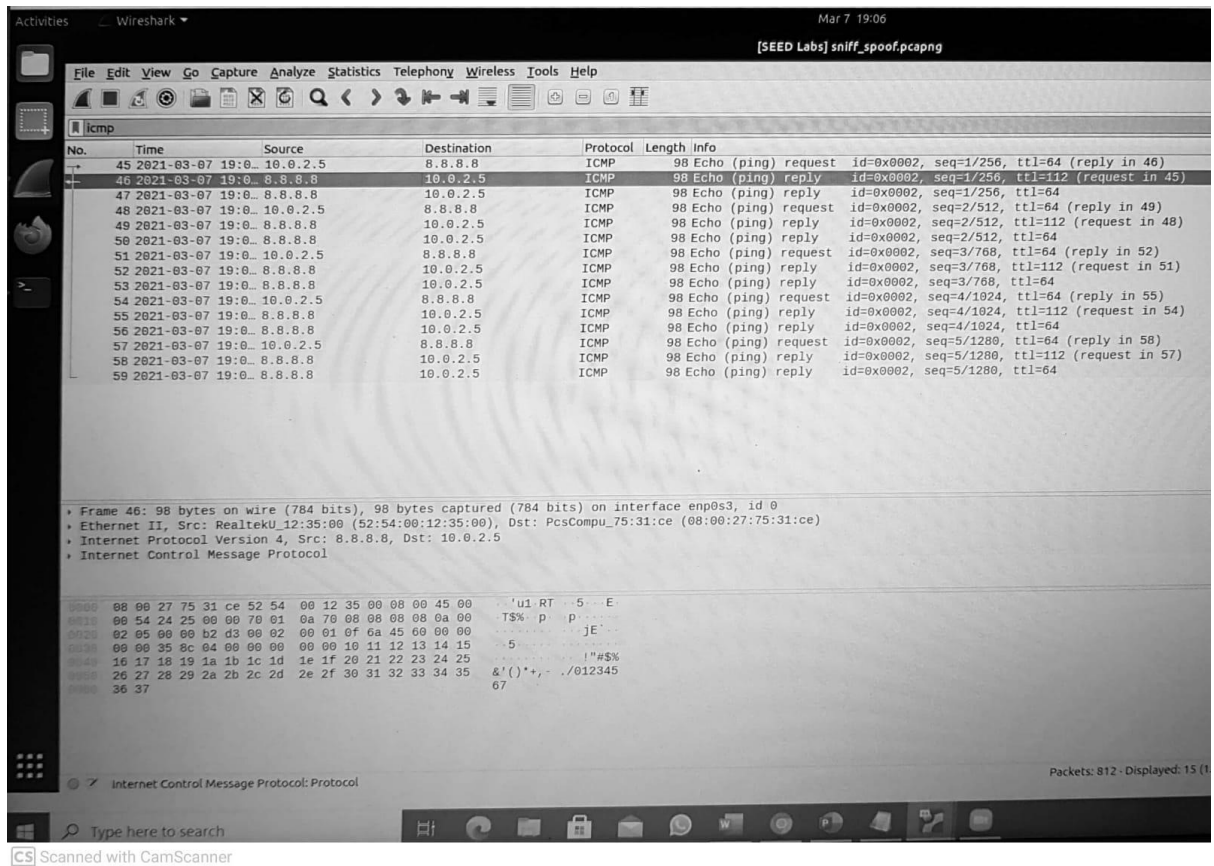 Activities Wireshark Mar 7 19:06
[SEED Labs] sniff_spoof.pcapng
File Edit View Go Capture Analyze Statistics Telephony Wireless Tools Help
icmp
No. Time Source Destination Protocol Length Info
45 2021-03-07 19:0… 10.0.2.5 8.8.8.8 ICMP 98 Echo (ping) request id=0x0002, seq=1/256, ttl=64 (reply in 46)
46 2021-03-07 19:0… 8.8.8.8 10.0.2.5 ICMP 98 Echo (ping) reply id=0x0002, seq=1/256, ttl=112 (request in 45)
47 2021-03-07 19:0… 8.8.8.8 10.0.2.5 ICMP 98 Echo (ping) reply id=0x0002, seq=1/256, ttl=64
48 2021-03-07 19:0… 10.0.2.5 8.8.8.8 ICMP 98 Echo (ping) request id=0x0002, seq=2/512, ttl=64 (reply in 49)
49 2021-03-07 19:0… 8.8.8.8 10.0.2.5 ICMP 98 Echo (ping) reply id=0x0002, seq=2/512, ttl=112 (request in 48)
50 2021-03-07 19:0… 8.8.8.8 10.0.2.5 ICMP 98 Echo (ping) reply id=0x0002, seq=2/512, ttl=64
51 2021-03-07 19:0… 10.0.2.5 8.8.8.8 ICMP 98 Echo (ping) request id=0x0002, seq=3/768, ttl=64 (reply in 52)
52 2021-03-07 19:0… 8.8.8.8 10.0.2.5 ICMP 98 Echo (ping) reply id=0x0002, seq=3/768, ttl=112 (request in 51)
53 2021-03-07 19:0… 8.8.8.8 10.0.2.5 ICMP 98 Echo (ping) reply id=0x0002, seq=3/768, ttl=64
54 2021-03-07 19:0… 10.0.2.5 8.8.8.8 ICMP 98 Echo (ping) request id=0x0002, seq=4/1024, ttl=64 (reply in 55)
55 2021-03-07 19:0… 8.8.8.8 10.0.2.5 ICMP 98 Echo (ping) reply id=0x0002, seq=4/1024, ttl=112 (request in 54)
56 2021-03-07 19:0… 8.8.8.8 10.0.2.5 ICMP 98 Echo (ping) reply id=0x0002, seq=4/1024, ttl=64
57 2021-03-07 19:0… 10.0.2.5 8.8.8.8 ICMP 98 Echo (ping) request id=0x0002, seq=5/1280, ttl=64 (reply in 58)
58 2021-03-07 19:0… 8.8.8.8 10.0.2.5 ICMP 98 Echo (ping) reply id=0x0002, seq=5/1280, ttl=112 (request in 57)
59 2021-03-07 19:0… 8.8.8.8 10.0.2.5 ICMP 98 Echo (ping) reply id=0x0002, seq=5/1280, ttl=64
Frame 46: 98 bytes on wire (784 bits), 98 bytes captured (784 bits) on interface enp0s3, id 0
Ethernet II, Src: RealtekU_12:35:00 (52:54:00:12:35:00), Dst: PcsCompu_75:31:ce (08:00:27:75:31:ce)
Internet Protocol Version 4, Src: 8.8.8.8, Dst: 10.0.2.5
Internet Control Message Protocol
0000 08 00 27 75 31 ce 52 54 00 12 35 00 08 00 45 00 ··'u1·RT ··5···E·
0010 00 54 24 25 00 00 70 01 0a 70 08 08 08 08 0a 00 ·T$%··p· ·p······
0020 02 05 00 00 b2 d3 00 02 00 01 0f 6a 45 60 00 00 ········ ···jE`··
0030 00 00 35 8c 04 00 00 00 00 00 10 11 12 13 14 15 ··5····· ········
0040 16 17 18 19 1a 1b 1c 1d 1e 1f 20 21 22 23 24 25 ········ ·· !"#$%
0050 26 27 28 29 2a 2b 2c 2d 2e 2f 30 31 32 33 34 35 &'()*+,- ./012345
0060 36 37 67
Internet Control Message Protocol: Protocol Packets: 812 · Displayed: 15 (1.
Type here to search
CS Scanned with CamScanner